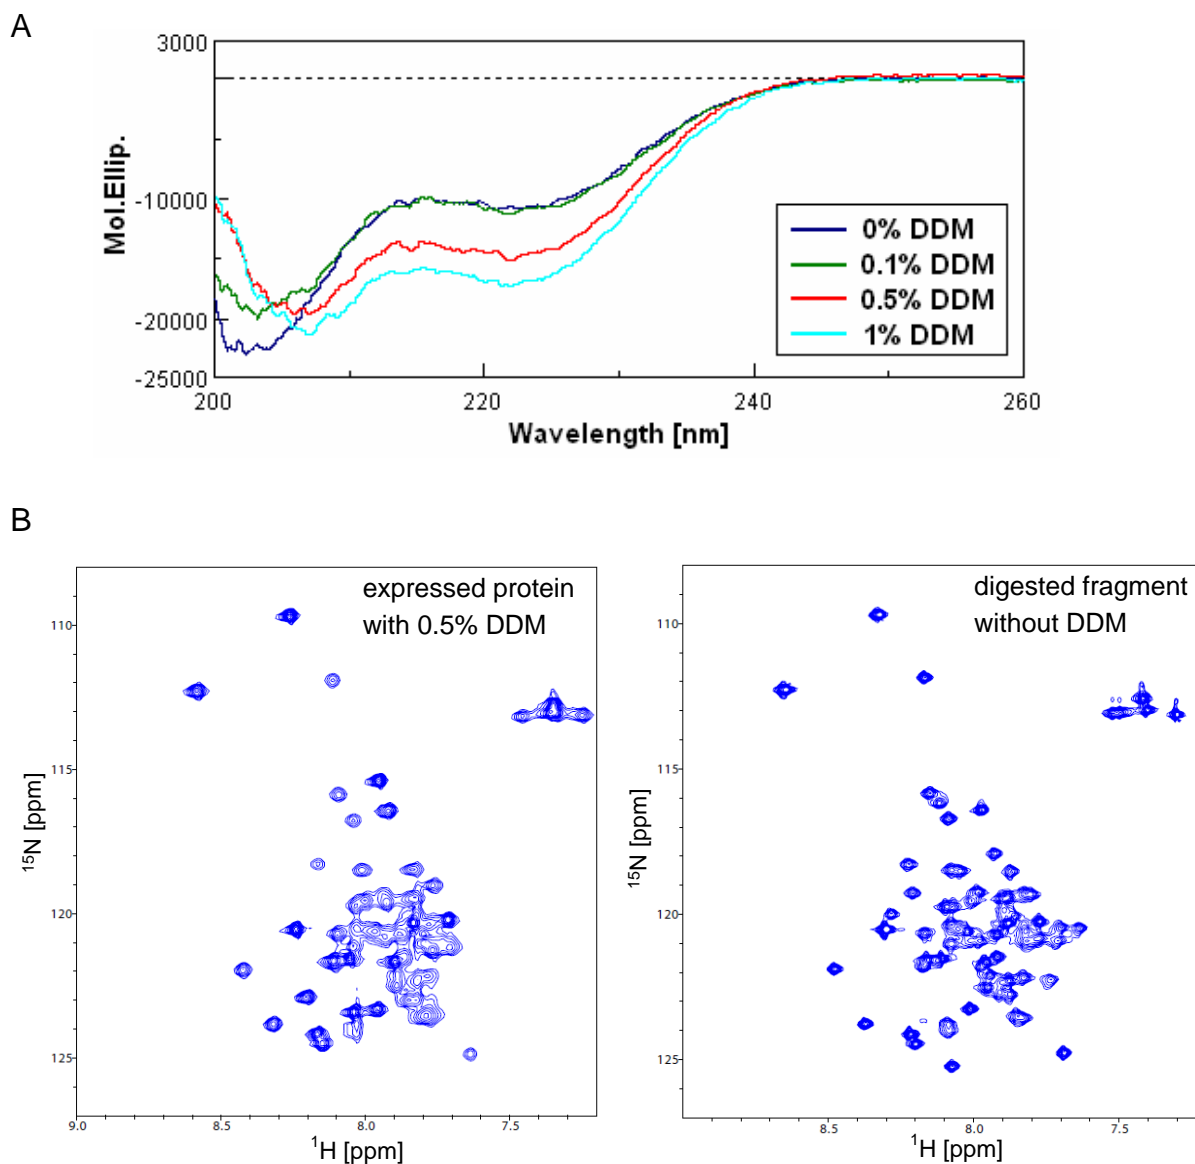 A
3000
-10000
-20000
-25000
Mol.Ellip.
200
220
240
260
Wavelength [nm]
0% DDM
0.1% DDM
0.5% DDM
1% DDM
B
expressed protein
with 0.5% DDM
110
115
120
125
15N [ppm]
9.0
8.5
8.0
7.5
1H [ppm]
digested fragment
without DDM
110
115
120
125
15N [ppm]
8.5
8.0
7.5
1H [ppm]